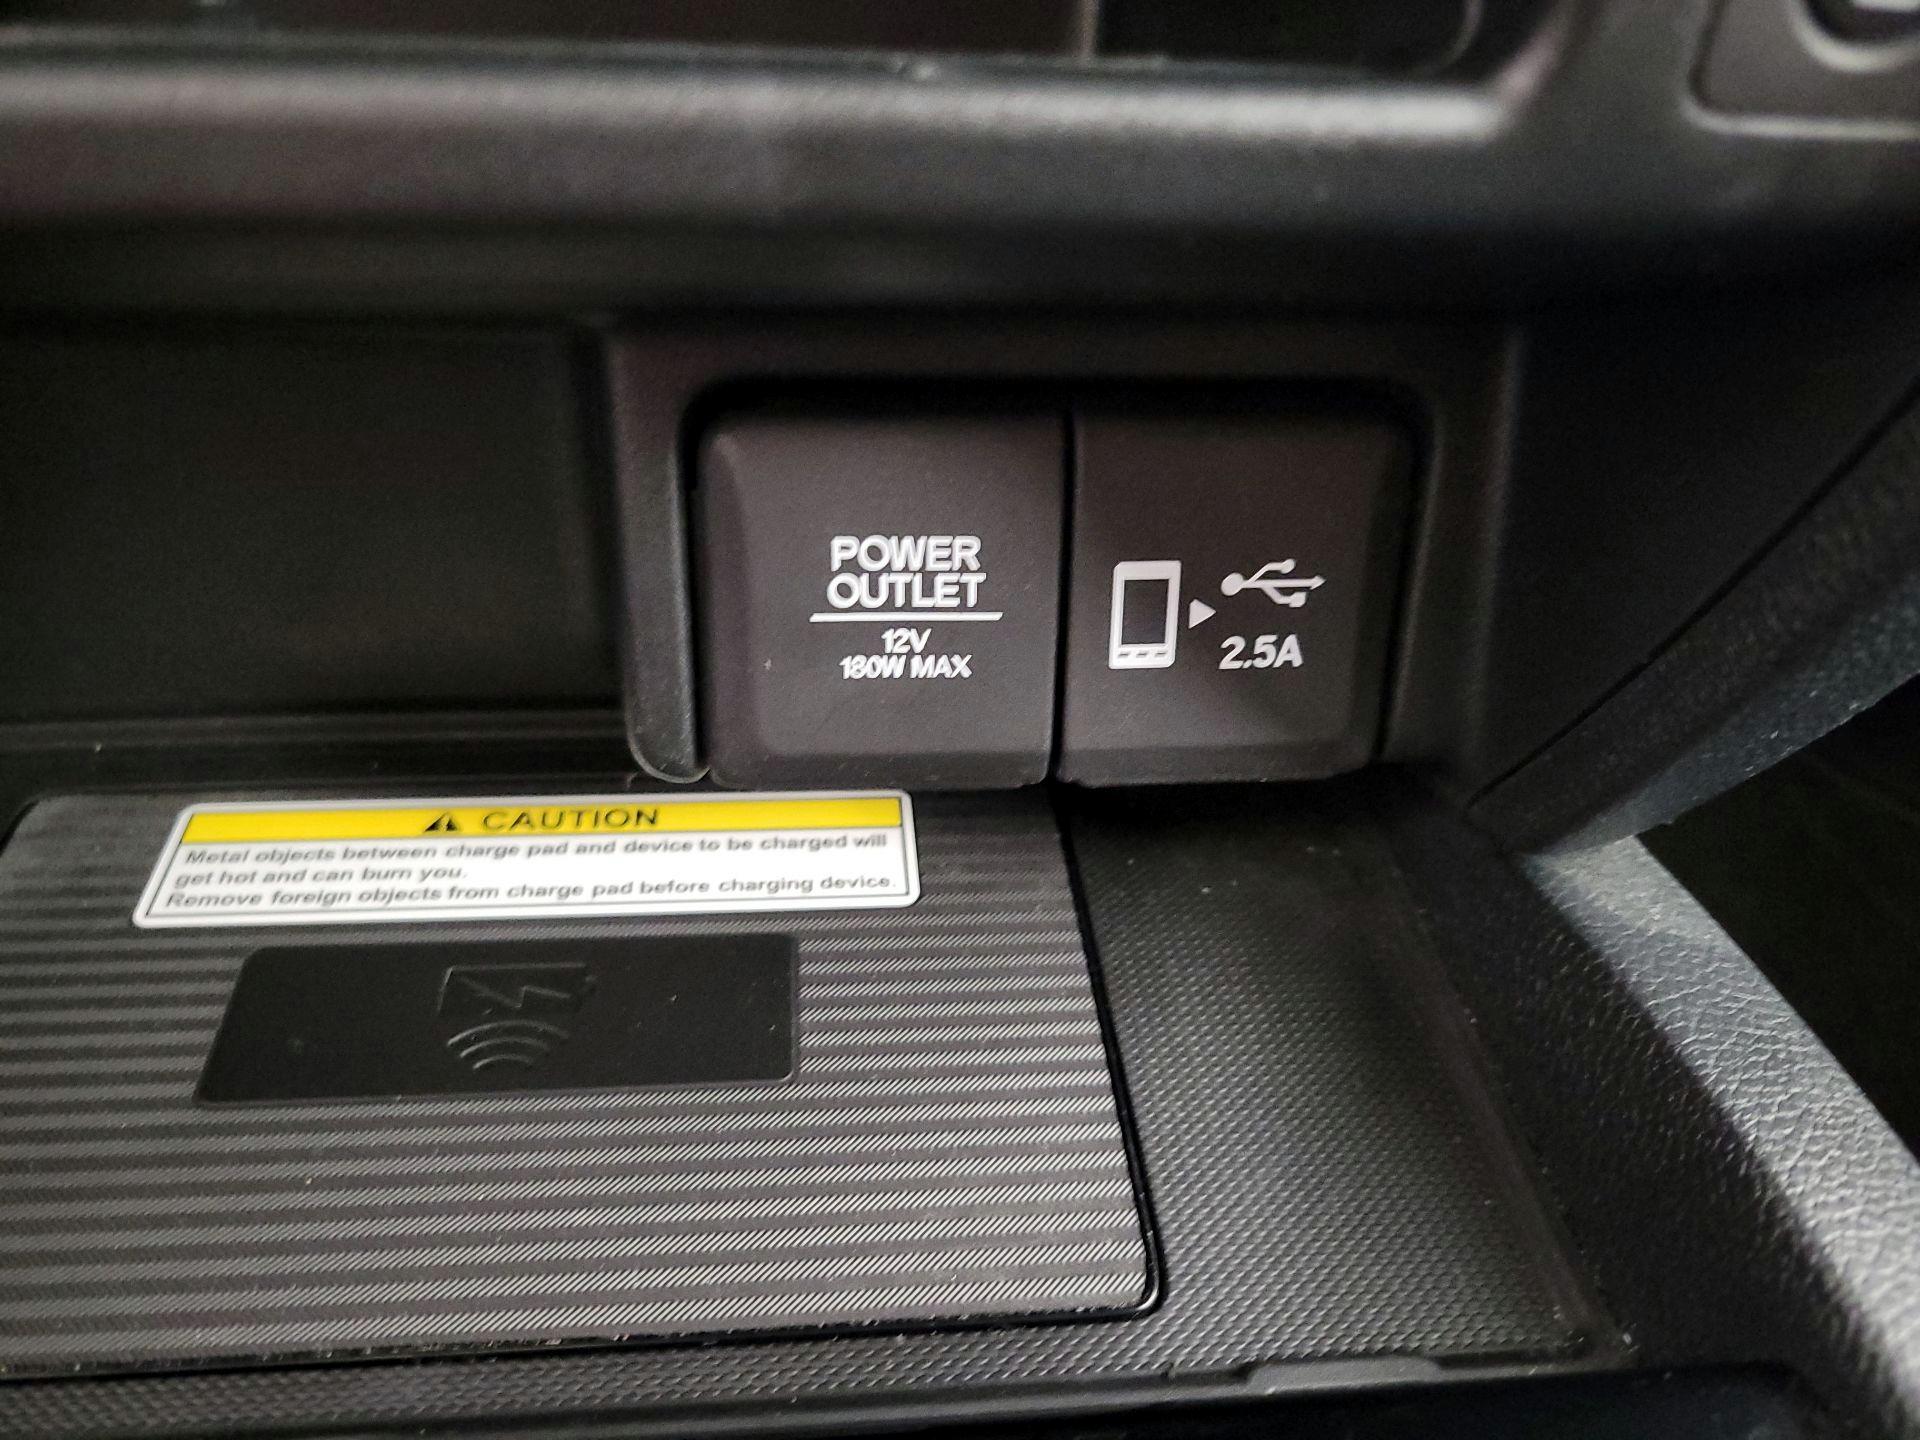 POWER
OUTLET
12V
180W MAX
2.5A
CAUTION
Metal objects between charge pad and device to be charged will
get hot and can burn you.
Remove foreign objects from charge pad before charging device.